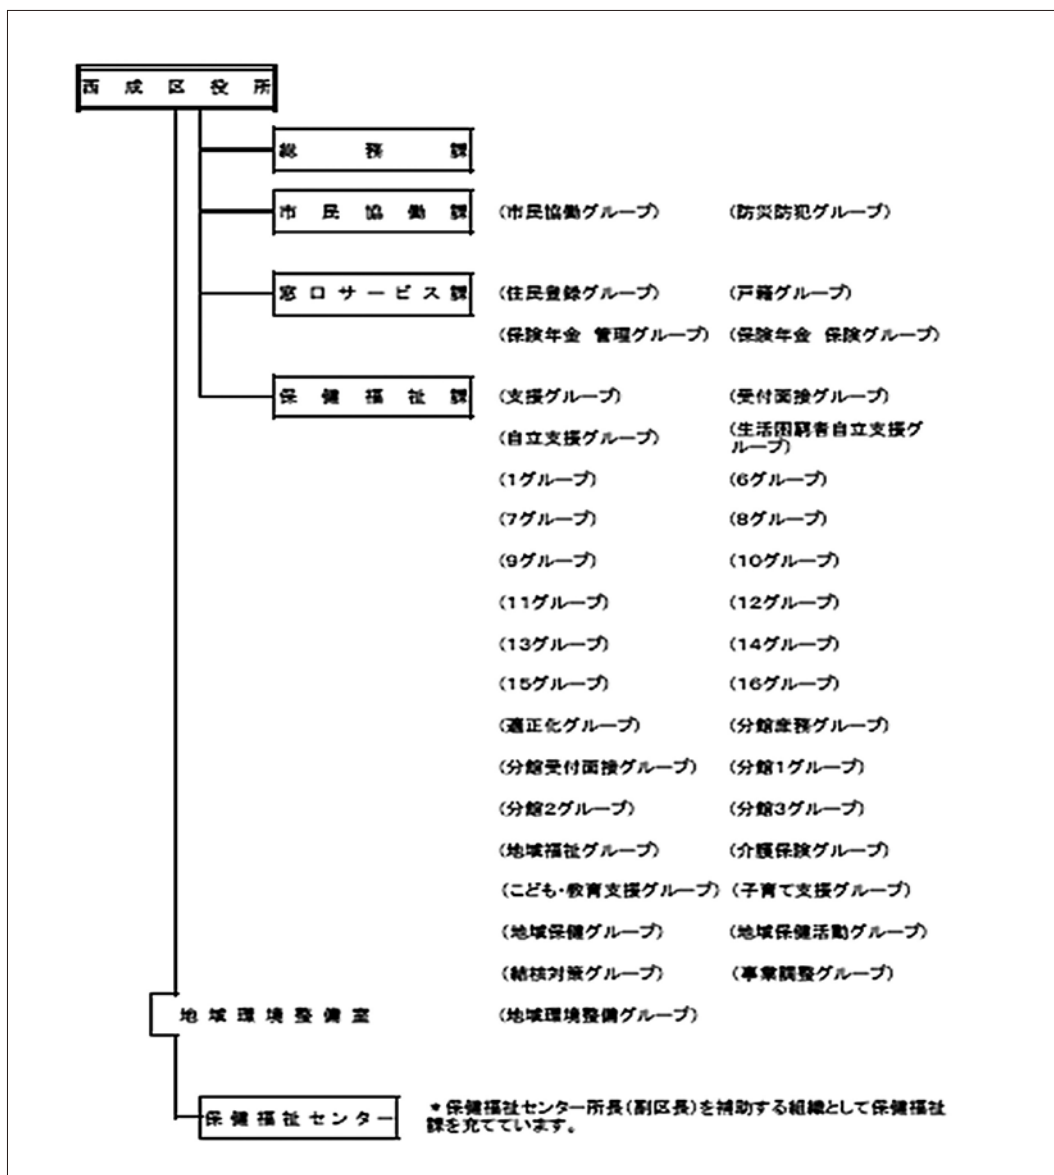 西成区役所
総務課
市民協働課 (市民協働グループ) (防災防犯グループ)
窓口サービス課 (住民登録グループ) (戸籍グループ)
(保険年金 管理グループ) (保険年金 保険グループ)
保健福祉課 (支援グループ) (受付面接グループ)
(自立支援グループ) (生活困窮者自立支援グ
ループ)
(1グループ) (6グループ)
(7グループ) (8グループ)
(9グループ) (10グループ)
(11グループ) (12グループ)
(13グループ) (14グループ)
(15グループ) (16グループ)
(適正化グループ) (分館庶務グループ)
(分館受付面接グループ) (分館1グループ)
(分館2グループ) (分館3グループ)
(地域福祉グループ) (介護保険グループ)
(こども・教育支援グループ) (子育て支援グループ)
(地域保健グループ) (地域保健活動グループ)
(結核対策グループ) (事業調整グループ)
地域環境整備室 (地域環境整備グループ)
保健福祉センター
*保健福祉センター所長(副区長)を補助する組織として保健福祉
課を充てています。